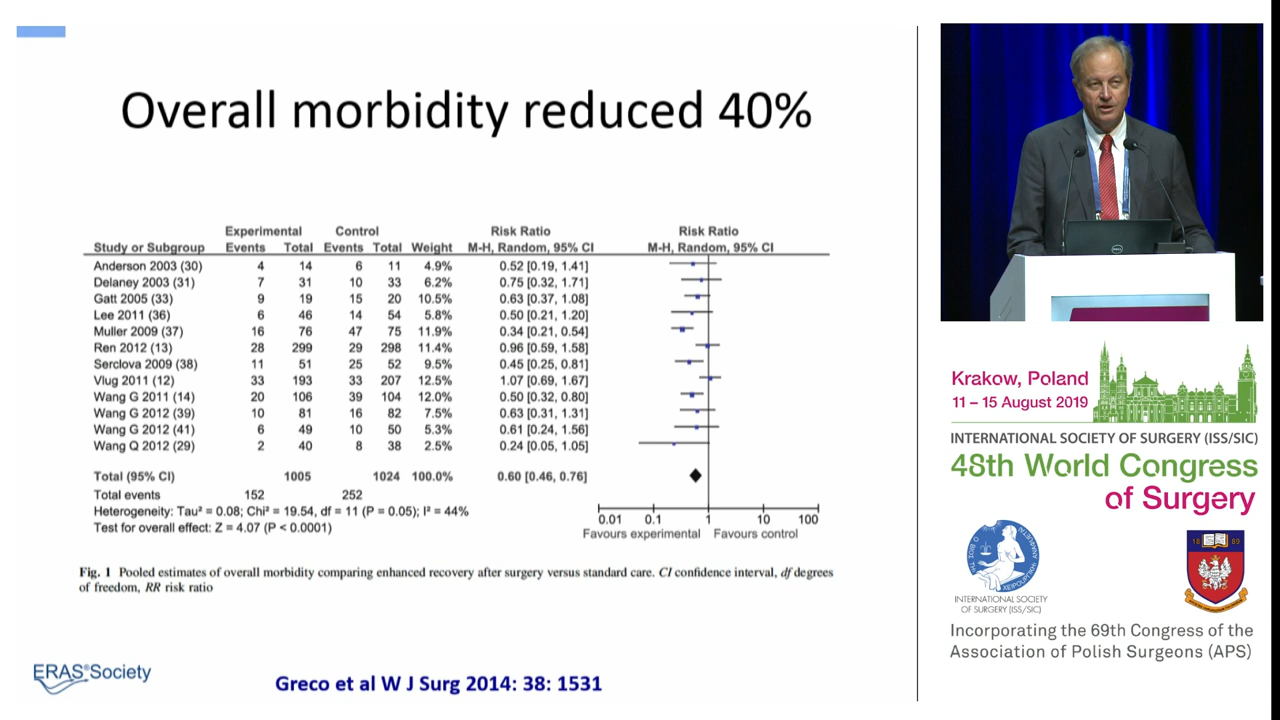 Overall morbidity reduced 40%
Experimental Control Risk Ratio Risk Ratio
Study or Subgroup Events Total Events Total Weight M-H, Random, 95% CI M-H, Random, 95% CI
Anderson 2003 (30) 4 14 6 11 4.9% 0.52 [0.19, 1.41]
Delaney 2003 (31) 7 31 10 33 6.2% 0.75 [0.32, 1.71]
Gatt 2005 (33) 9 19 15 20 10.5% 0.63 [0.37, 1.08]
Lee 2011 (36) 6 46 14 54 5.8% 0.50 [0.21, 1.20]
Muller 2009 (37) 16 76 47 75 11.9% 0.34 [0.21, 0.54]
Ren 2012 (13) 28 299 29 298 11.4% 0.96 [0.59, 1.58]
Serclova 2009 (38) 11 51 25 52 9.5% 0.45 [0.25, 0.81]
Vlug 2011 (12) 33 193 33 207 12.5% 1.07 [0.69, 1.67]
Wang G 2011 (14) 20 106 39 104 12.0% 0.50 [0.32, 0.80]
Wang G 2012 (39) 10 81 16 82 7.5% 0.63 [0.31, 1.31]
Wang G 2012 (41) 6 49 10 50 5.3% 0.61 [0.24, 1.56]
Wang Q 2012 (29) 2 40 8 38 2.5% 0.24 [0.05, 1.05]
Total (95% CI) 1005 1024 100.0% 0.60 [0.46, 0.76]
Total events 152 252
Heterogeneity: Tau² = 0.08; Chi² = 19.54, df = 11 (P = 0.05); I² = 44%
Test for overall effect: Z = 4.07 (P < 0.0001)
0.01 0.1 1 10 100
Favours experimental Favours control
Fig. 1 Pooled estimates of overall morbidity comparing enhanced recovery after surgery versus standard care. CI confidence interval, df degrees
of freedom, RR risk ratio
ERAS®Society
Greco et al W J Surg 2014: 38: 1531
DELL
Krakow, Poland
11 – 15 August 2019
INTERNATIONAL SOCIETY OF SURGERY (ISS/SIC)
48th World Congress
of Surgery
18 89
INTERNATIONAL SOCIETY
OF SURGERY (ISS/SIC)
Incorporating the 69th Congress of the
Association of Polish Surgeons (APS)